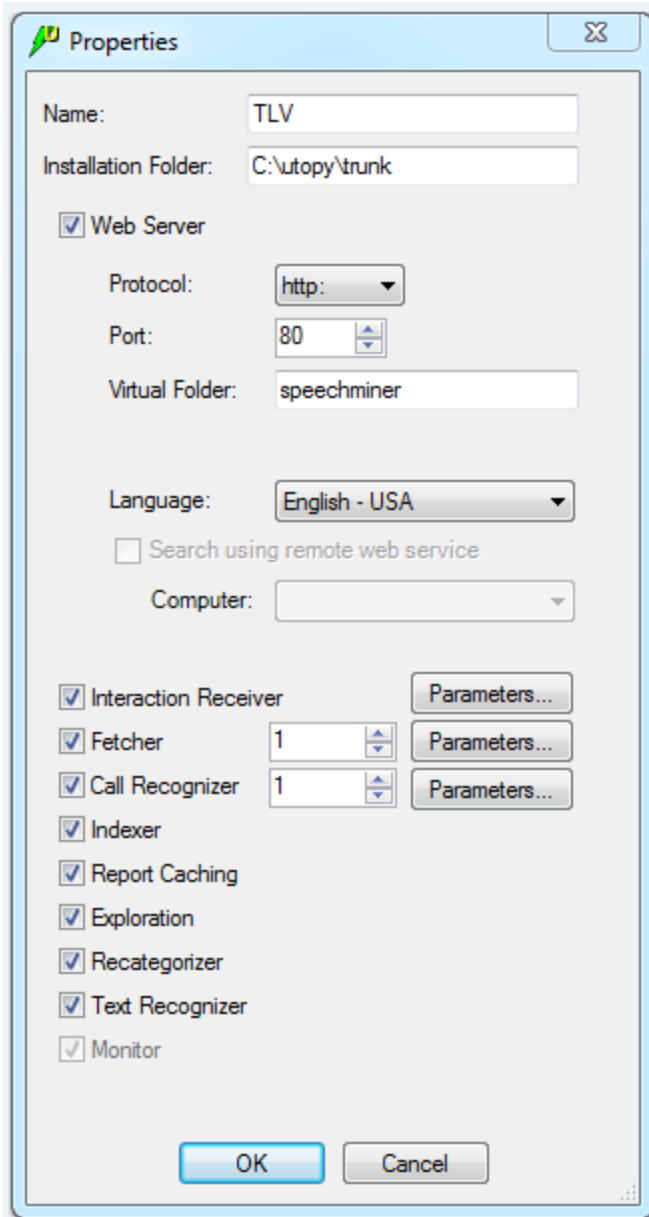 Properties
Name: TLV
Installation Folder: C:\utopy\trunk
Web Server
Protocol: http:
Port: 80
Virtual Folder: speechminer
Language: English - USA
Search using remote web service
Computer:
Interaction Receiver Parameters...
Fetcher 1 Parameters...
Call Recognizer 1 Parameters...
Indexer
Report Caching
Exploration
Recategorizer
Text Recognizer
Monitor
OK Cancel